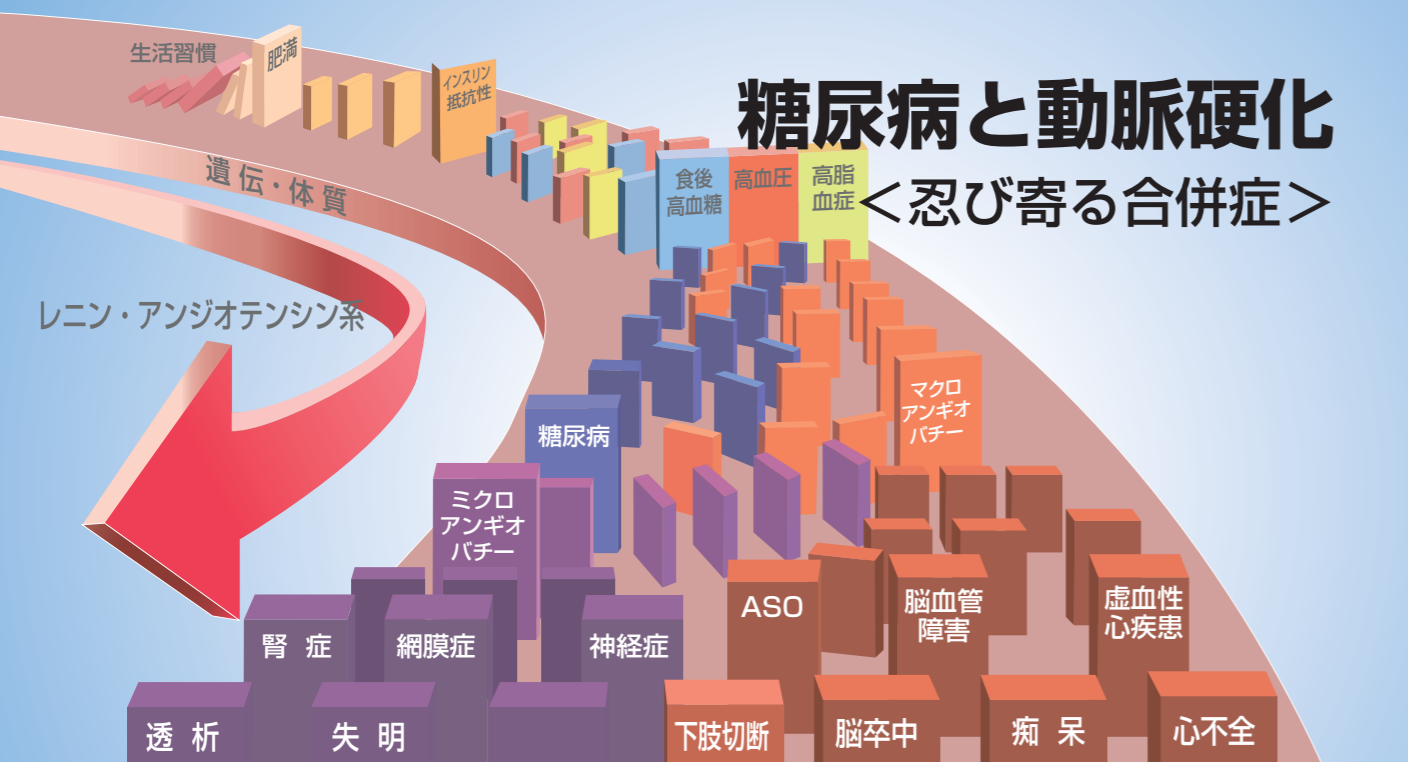 糖尿病と動脈硬化
＜忍び寄る合併症＞
生活習慣
肥満
インスリン
抵抗性
遺伝・体質
食後
高血糖
高血圧
高脂
血症
レニン・アンジオテンシン系
マクロ
アンギオ
パチー
糖尿病
ミクロ
アンギオ
パチー
ASO
脳血管
障害
虚血性
心疾患
腎症
網膜症
神経症
透析
失明
下肢切断
脳卒中
痴呆
心不全